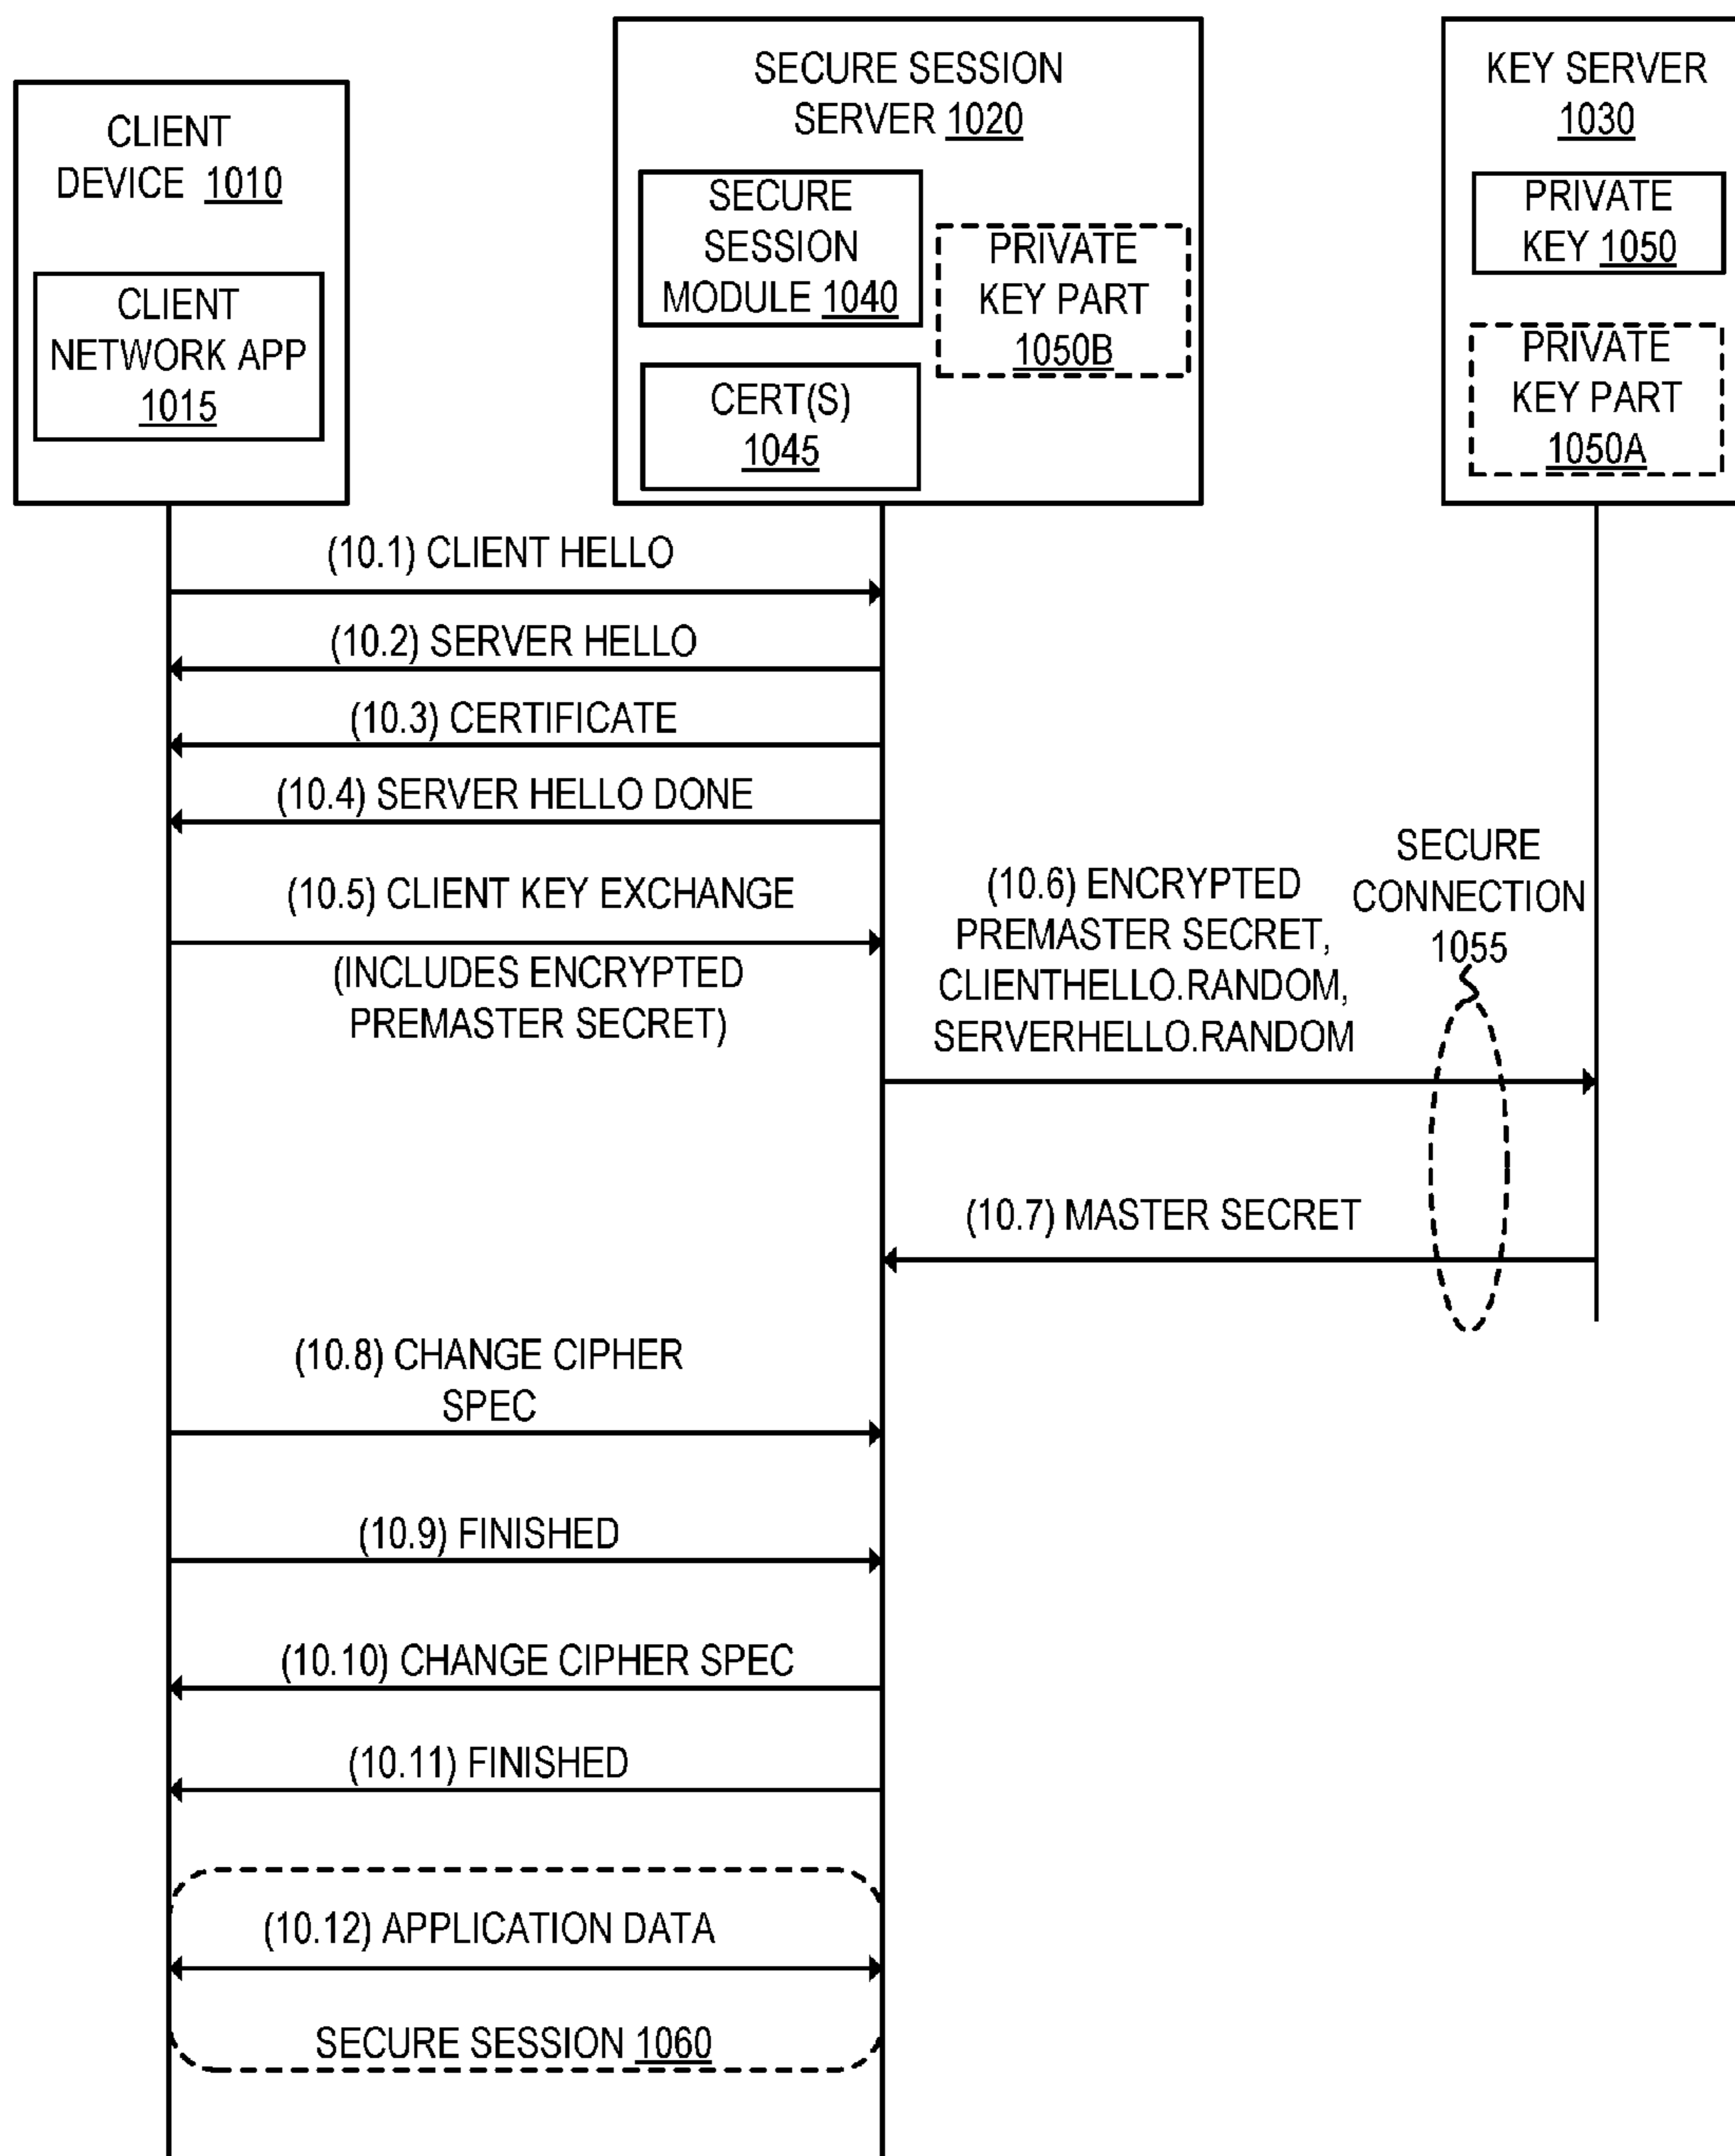 CLIENT
DEVICE 1010
CLIENT
NETWORK APP
1015
SECURE SESSION
SERVER 1020
SECURE
SESSION
MODULE 1040
PRIVATE
KEY PART
1050B
CERT(S)
1045
KEY SERVER
1030
PRIVATE
KEY 1050
PRIVATE
KEY PART
1050A
(10.1) CLIENT HELLO
(10.2) SERVER HELLO
(10.3) CERTIFICATE
(10.4) SERVER HELLO DONE
(10.5) CLIENT KEY EXCHANGE
(INCLUDES ENCRYPTED
PREMASTER SECRET)
(10.6) ENCRYPTED
PREMASTER SECRET,
CLIENTHELLO.RANDOM,
SERVERHELLO.RANDOM
SECURE
CONNECTION
1055
(10.7) MASTER SECRET
(10.8) CHANGE CIPHER
SPEC
(10.9) FINISHED
(10.10) CHANGE CIPHER SPEC
(10.11) FINISHED
(10.12) APPLICATION DATA
SECURE SESSION 1060